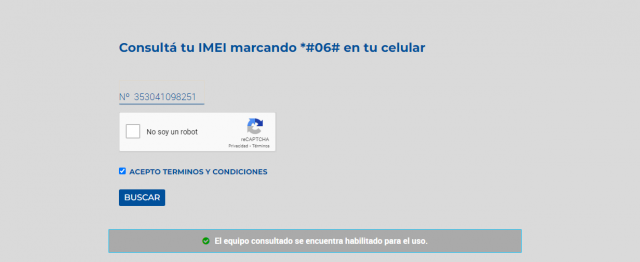 Consultá tu IMEI marcando *#06# en tu celular
Nº 353041098251
No soy un robot
reCAPTCHA
Privacidad - Términos
ACEPTO TERMINOS Y CONDICIONES
BUSCAR
El equipo consultado se encuentra habilitado para el uso.